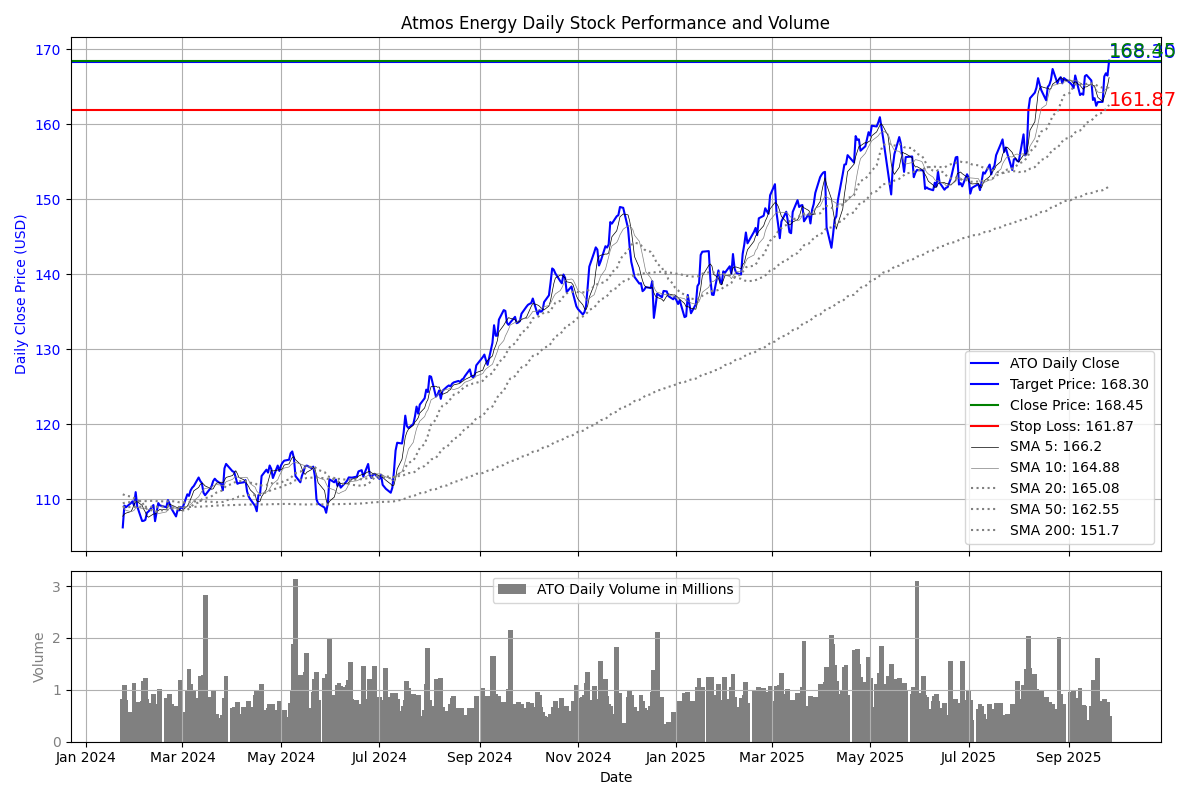 Atmos Energy Daily Stock Performance and Volume
170
160
150
140
130
120
110
Daily Close Price (USD)
168.45
168.30
161.87
ATO Daily Close
Target Price: 168.30
Close Price: 168.45
Stop Loss: 161.87
SMA 5: 166.2
SMA 10: 164.88
SMA 20: 165.08
SMA 50: 162.55
SMA 200: 151.7
3
2
1
0
Volume
ATO Daily Volume in Millions
Jan 2024 Mar 2024 May 2024 Jul 2024 Sep 2024 Nov 2024 Jan 2025 Mar 2025 May 2025 Jul 2025 Sep 2025
Date